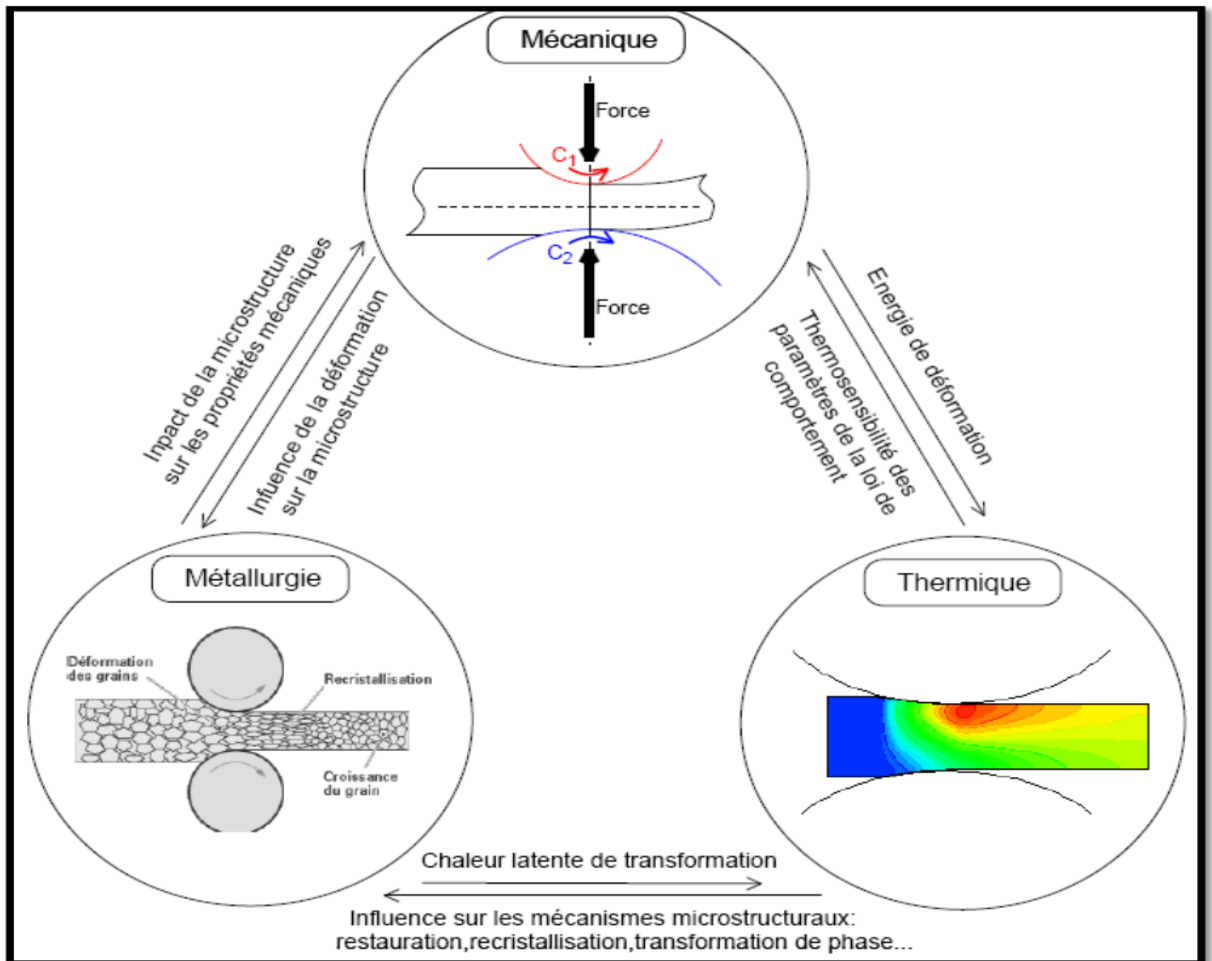 Mécanique
Force
C1
C2
Force
Inpact de la microstructure
sur les propriétés mécaniques
Infuence de la déformation
sur la microstructure
Energie de
déformation
Thermosensibilité des
paramètres de la loi de
comportement
Métallurgie
Déformation
des grains
Recristallisation
Croissance
du grain
Thermique
Chaleur latente de transformation
Influence sur les mécanismes microstructuraux:
restauration,recristallisation,transformation de phase...